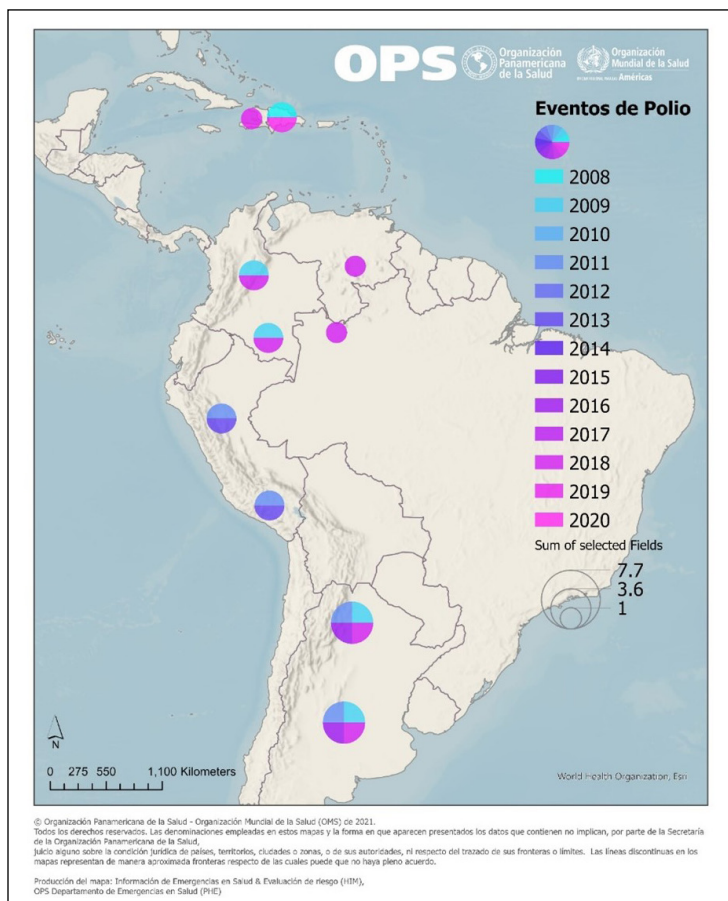 OPS
Organización
Panamericana
de la Salud
Organización
Mundial de la Salud
Américas
Eventos de Polio
2008
2009
2010
2011
2012
2013
2014
2015
2016
2017
2018
2019
2020
Sum of selected Fields
7.7
3.6
1
N
0 275 550 1,100 Kilometers
World Health Organization, Esri
© Organización Panamericana de la Salud - Organización Mundial de la Salud (OMS) de 2021.
Todos los derechos reservados. Las denominaciones empleadas en estos mapas y la forma en que aparecen presentados los datos que contienen no implican, por parte de la Secretaría
de la Organización Panamericana de la Salud,
juicio alguno sobre la condición jurídica de países, territorios, ciudades o zonas, o de sus autoridades, ni respecto del trazado de sus fronteras o límites. Las líneas discontinuas en los
mapas representan de manera aproximada fronteras respecto de las cuales puede que no haya pleno acuerdo.
Producción del mapa: Información de Emergencias en Salud & Evaluación de riesgo (HIM),
OPS Departamento de Emergencias en Salud (PHE)